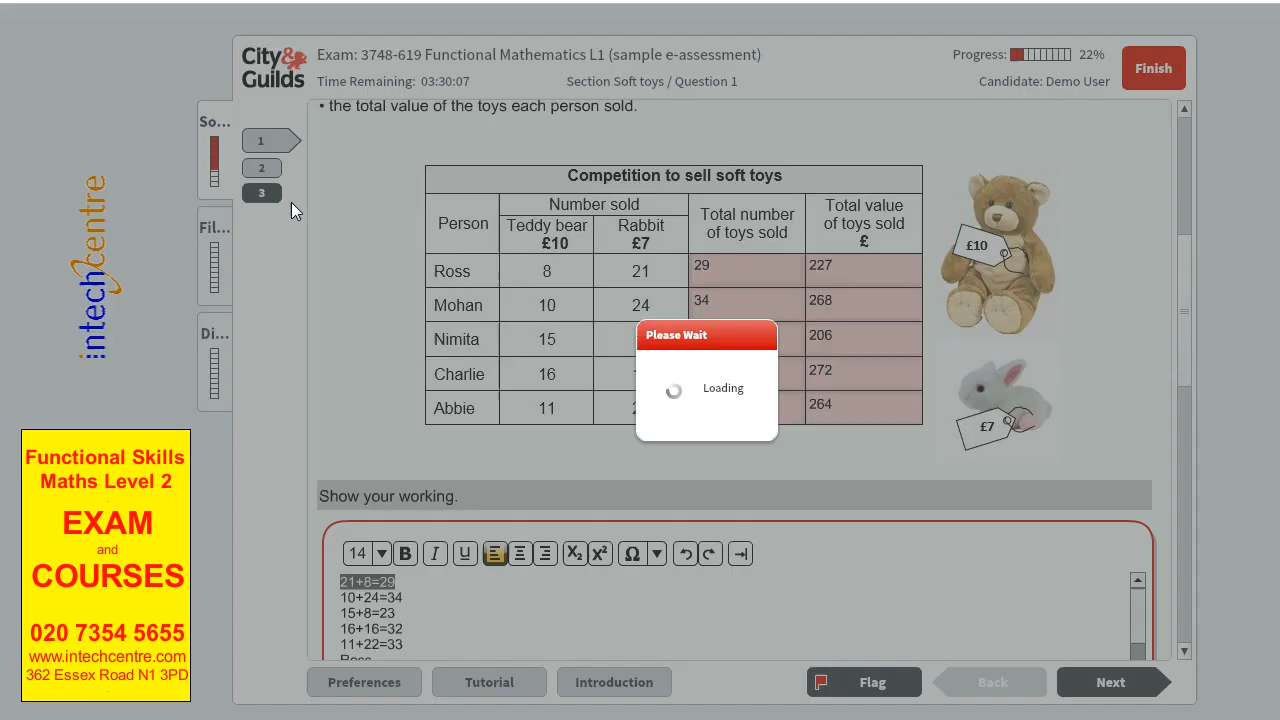 City&Guilds
Exam: 3748-619 Functional Mathematics L1 (sample e-assessment)
Progress: 22%
Finish
Time Remaining: 03:30:07
Section Soft toys / Question 1
Candidate: Demo User
So...
Fil...
Di...
1
2
3
• the total value of the toys each person sold.
Competition to sell soft toys
Person
Number sold
Total number of toys sold
Total value of toys sold £
Teddy bear £10
Rabbit £7
Ross 8 21 29 227
Mohan 10 24 34 268
Nimita 15 206
Charlie 16 272
Abbie 11 264
£10
£7
Please Wait
Loading
Show your working.
14 B I U X₂ X² Ω
21+8=29
10+24=34
15+8=23
16+16=32
11+22=33
Ross
Preferences
Tutorial
Introduction
Flag
Back
Next
intechcentre
Functional Skills
Maths Level 2
EXAM
and
COURSES
020 7354 5655
www.intechcentre.com
362 Essex Road N1 3PD